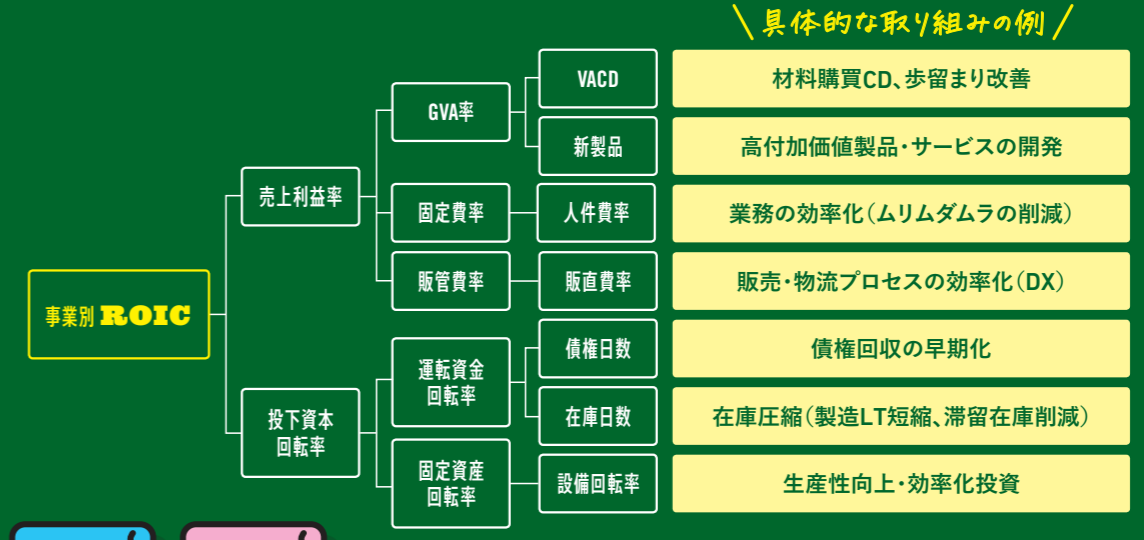 具体的な取り組みの例
事業別 ROIC
売上利益率
GVA率
VACD
材料購買CD、歩留まり改善
新製品
高付加価値製品・サービスの開発
固定費率
人件費率
業務の効率化（ムリムダムラの削減）
販管費率
販直費率
販売・物流プロセスの効率化（DX）
投下資本
回転率
運転資金
回転率
債権日数
債権回収の早期化
在庫日数
在庫圧縮（製造LT短縮、滞留在庫削減）
固定資産
回転率
設備回転率
生産性向上・効率化投資